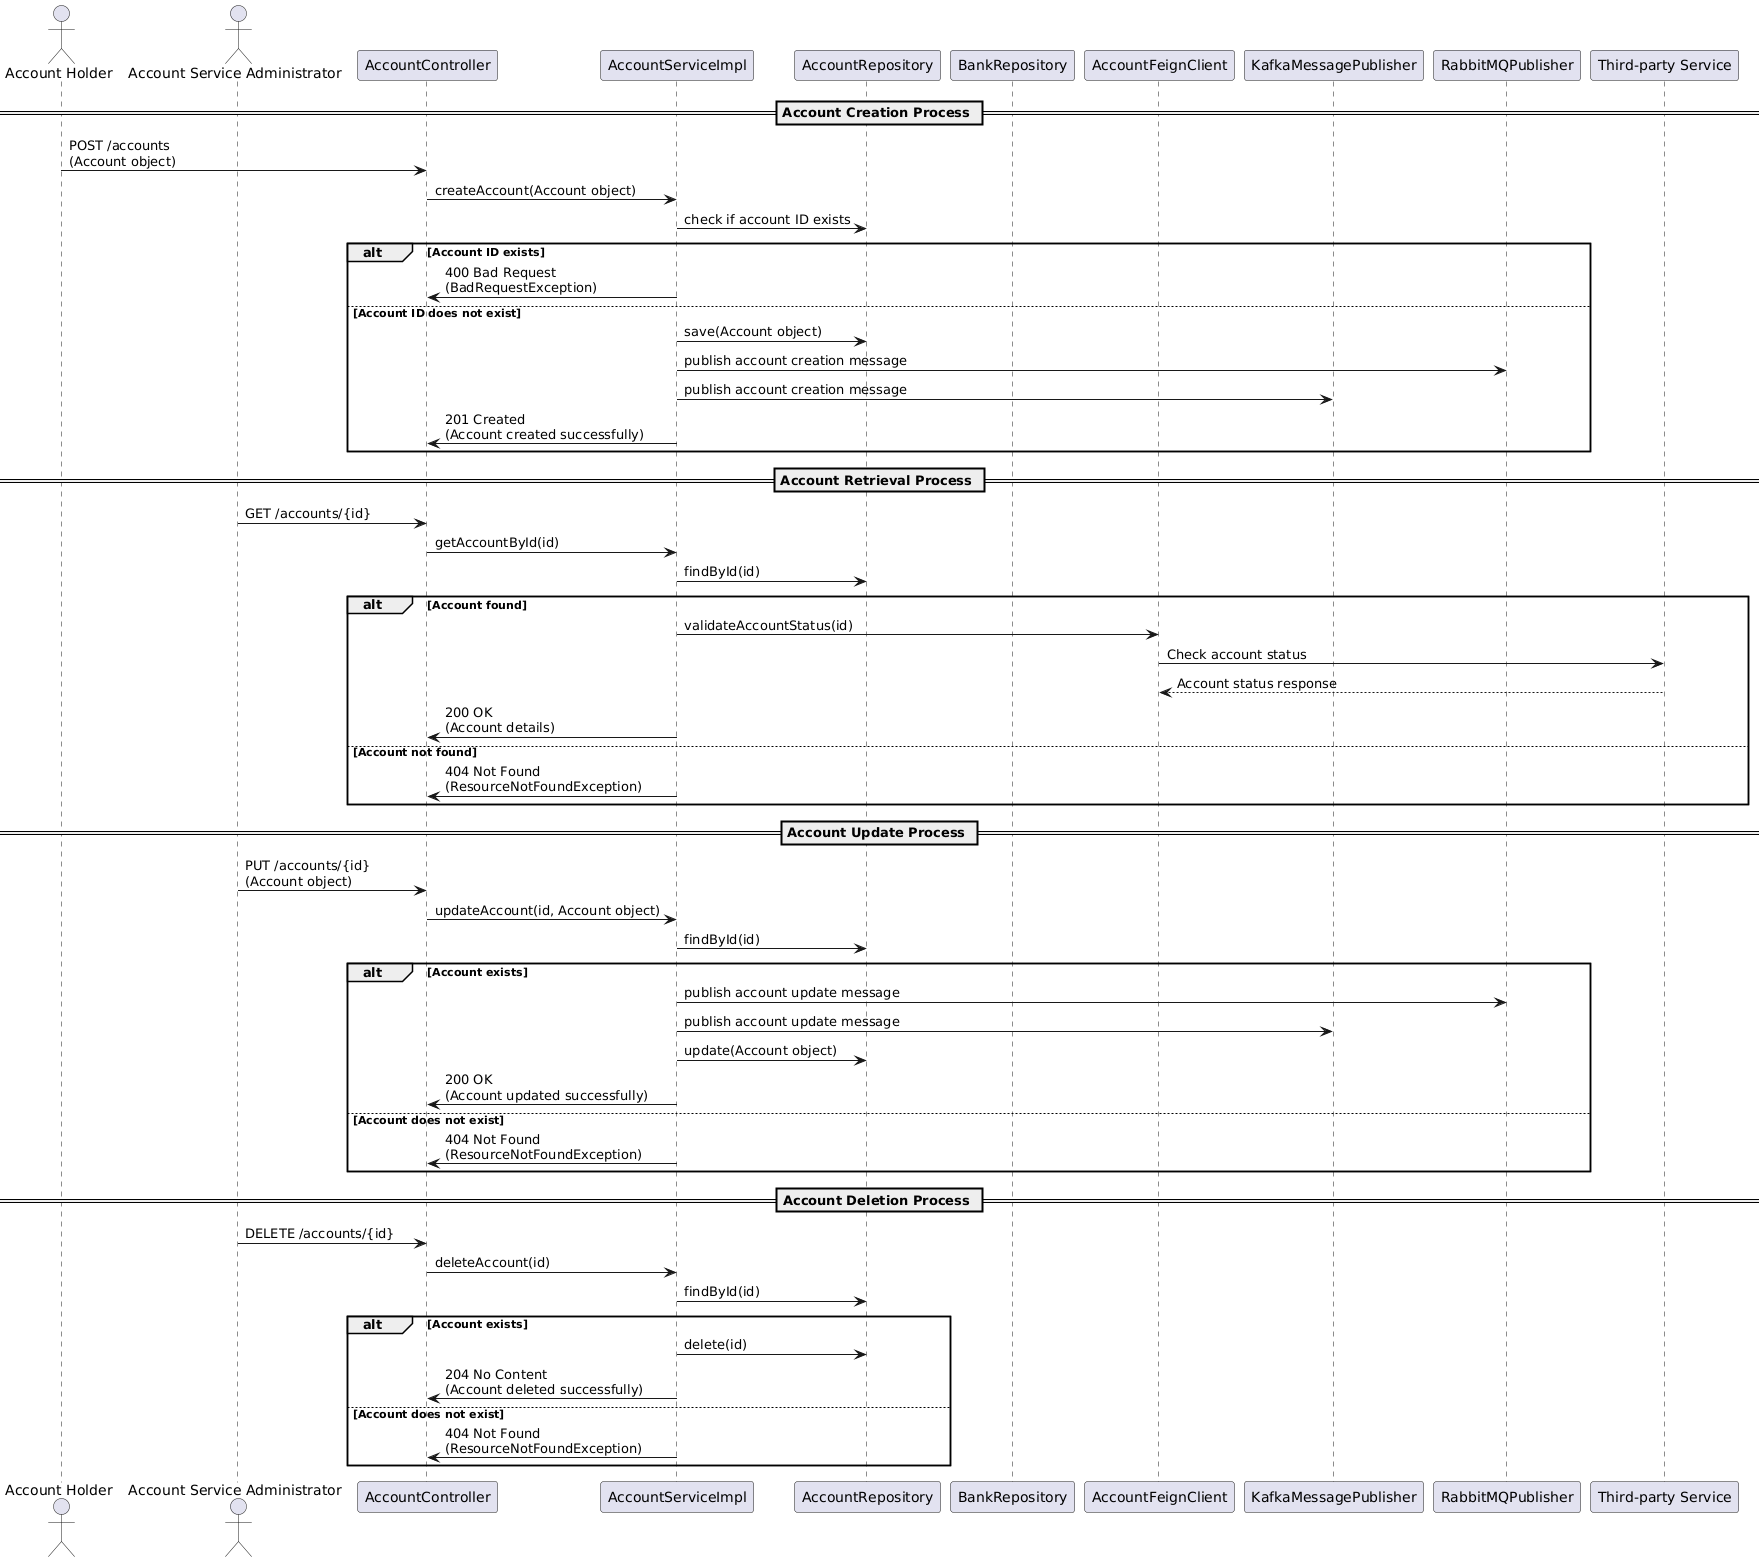 Account Holder
Account Service Administrator
AccountController
AccountServiceImpl
AccountRepository
BankRepository
AccountFeignClient
KafkaMessagePublisher
RabbitMQPublisher
Third-party Service
Account Creation Process
POST /accounts
(Account object)
createAccount(Account object)
check if account ID exists
alt
[Account ID exists]
400 Bad Request
(BadRequestException)
[Account ID does not exist]
save(Account object)
publish account creation message
publish account creation message
201 Created
(Account created successfully)
Account Retrieval Process
GET /accounts/{id}
getAccountById(id)
findById(id)
alt
[Account found]
validateAccountStatus(id)
Check account status
Account status response
200 OK
(Account details)
[Account not found]
404 Not Found
(ResourceNotFoundException)
Account Update Process
PUT /accounts/{id}
(Account object)
updateAccount(id, Account object)
findById(id)
alt
[Account exists]
publish account update message
publish account update message
update(Account object)
200 OK
(Account updated successfully)
[Account does not exist]
404 Not Found
(ResourceNotFoundException)
Account Deletion Process
DELETE /accounts/{id}
deleteAccount(id)
findById(id)
alt
[Account exists]
delete(id)
204 No Content
(Account deleted successfully)
[Account does not exist]
404 Not Found
(ResourceNotFoundException)
Account Holder
Account Service Administrator
AccountController
AccountServiceImpl
AccountRepository
BankRepository
AccountFeignClient
KafkaMessagePublisher
RabbitMQPublisher
Third-party Service